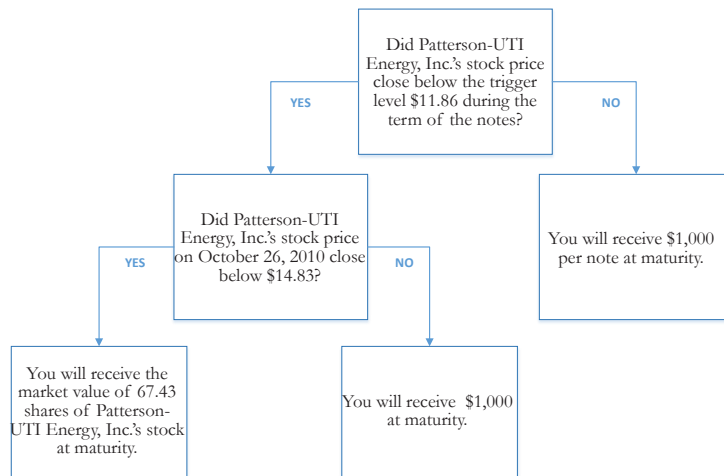 Did Patterson-UTI
Energy, Inc.'s stock price
close below the trigger
level $11.86 during the
term of the notes?
YES
NO
Did Patterson-UTI
Energy, Inc.'s stock price
on October 26, 2010 close
below $14.83?
You will receive $1,000
per note at maturity.
YES
NO
You will receive the
market value of 67.43
shares of Patterson-
UTI Energy, Inc.'s stock
at maturity.
You will receive $1,000
at maturity.